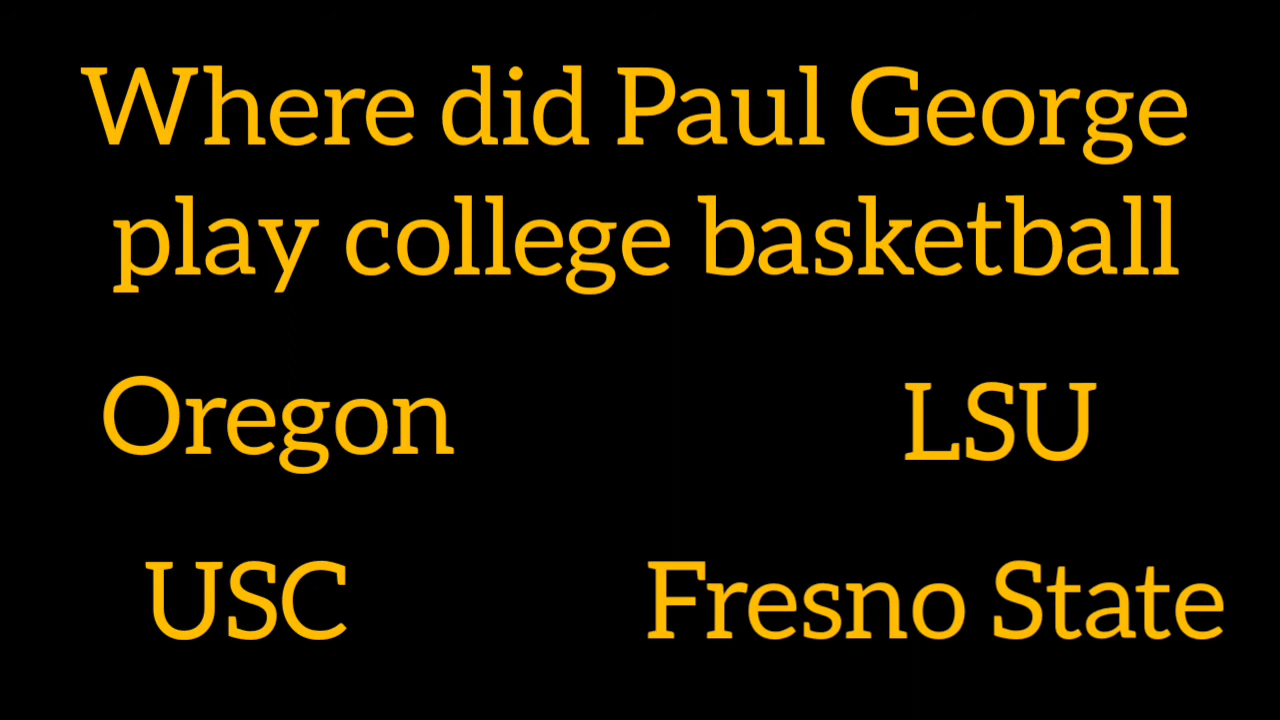 Where did Paul George
play college basketball
Oregon
LSU
USC
Fresno State